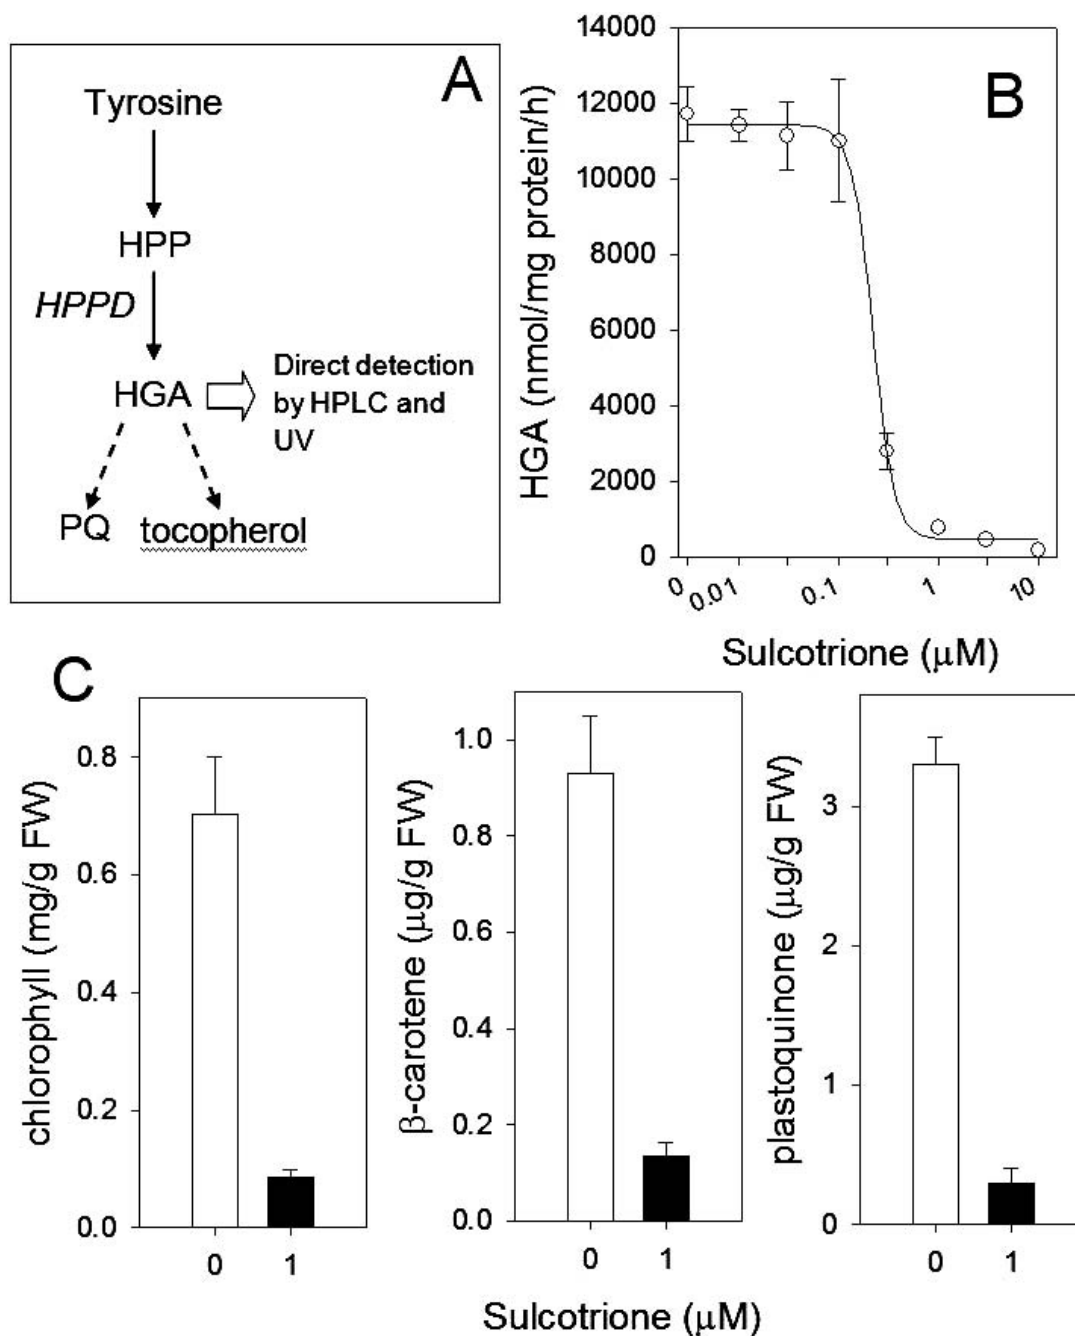 A
Tyrosine
HPP
HPPD
HGA
Direct detection
by HPLC and
UV
PQ
tocopherol
B
HGA (nmol/mg protein/h)
14000
12000
10000
8000
6000
4000
2000
0
0
0.01
0.1
1
10
Sulcotrione (μM)
C
chlorophyll (mg/g FW)
0.8
0.6
0.4
0.2
0.0
0
1
β-carotene (μg/g FW)
1.0
0.8
0.6
0.4
0.2
0.0
0
1
plastoquinone (μg/g FW)
3
2
1
0
0
1
Sulcotrione (μM)